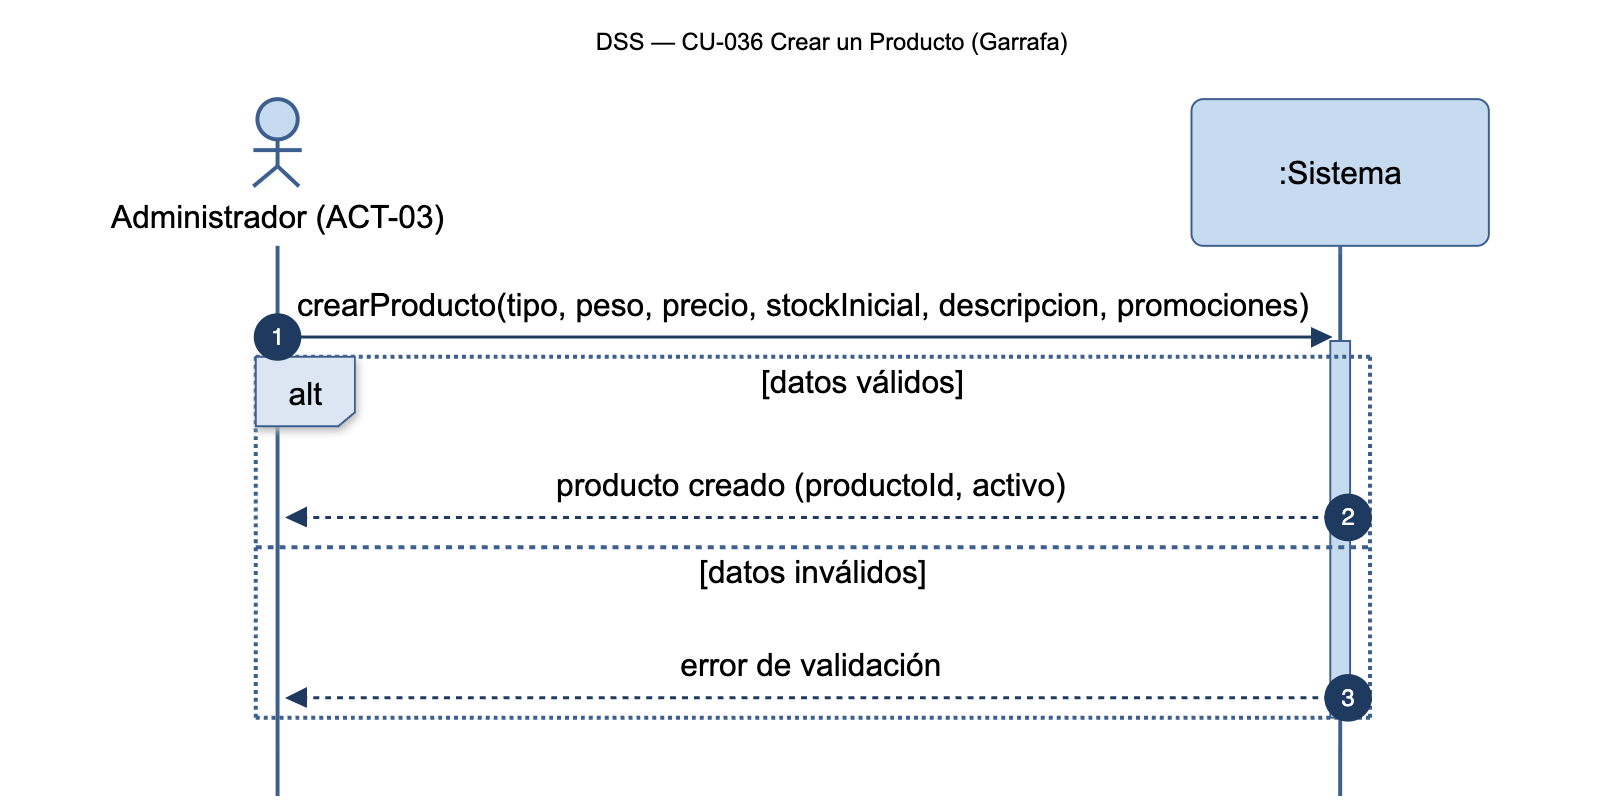 DSS — CU-036 Crear un Producto (Garrafa)
Administrador (ACT-03)
:Sistema
crearProducto(tipo, peso, precio, stockInicial, descripcion, promociones)
1
alt
[datos válidos]
producto creado (productoId, activo)
2
[datos inválidos]
error de validación
3